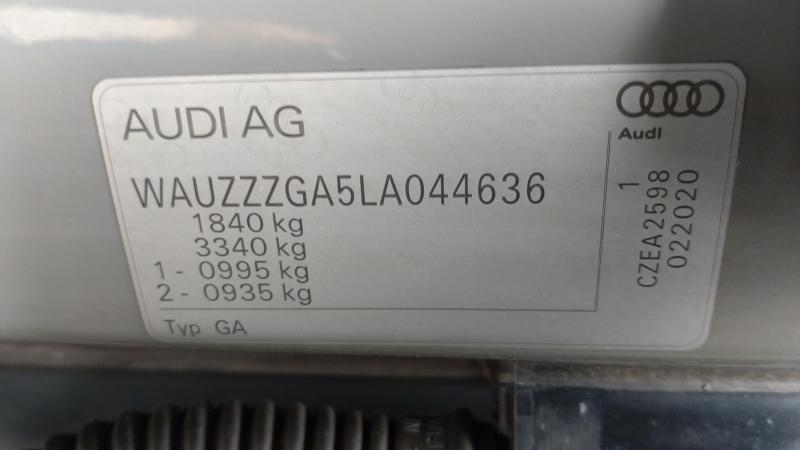 AUDI AG
Audi
WAUZZZGA5LA044636
1840 kg
3340 kg
1 - 0995 kg
2 - 0935 kg
Typ GA
1
CZEA2598
022020